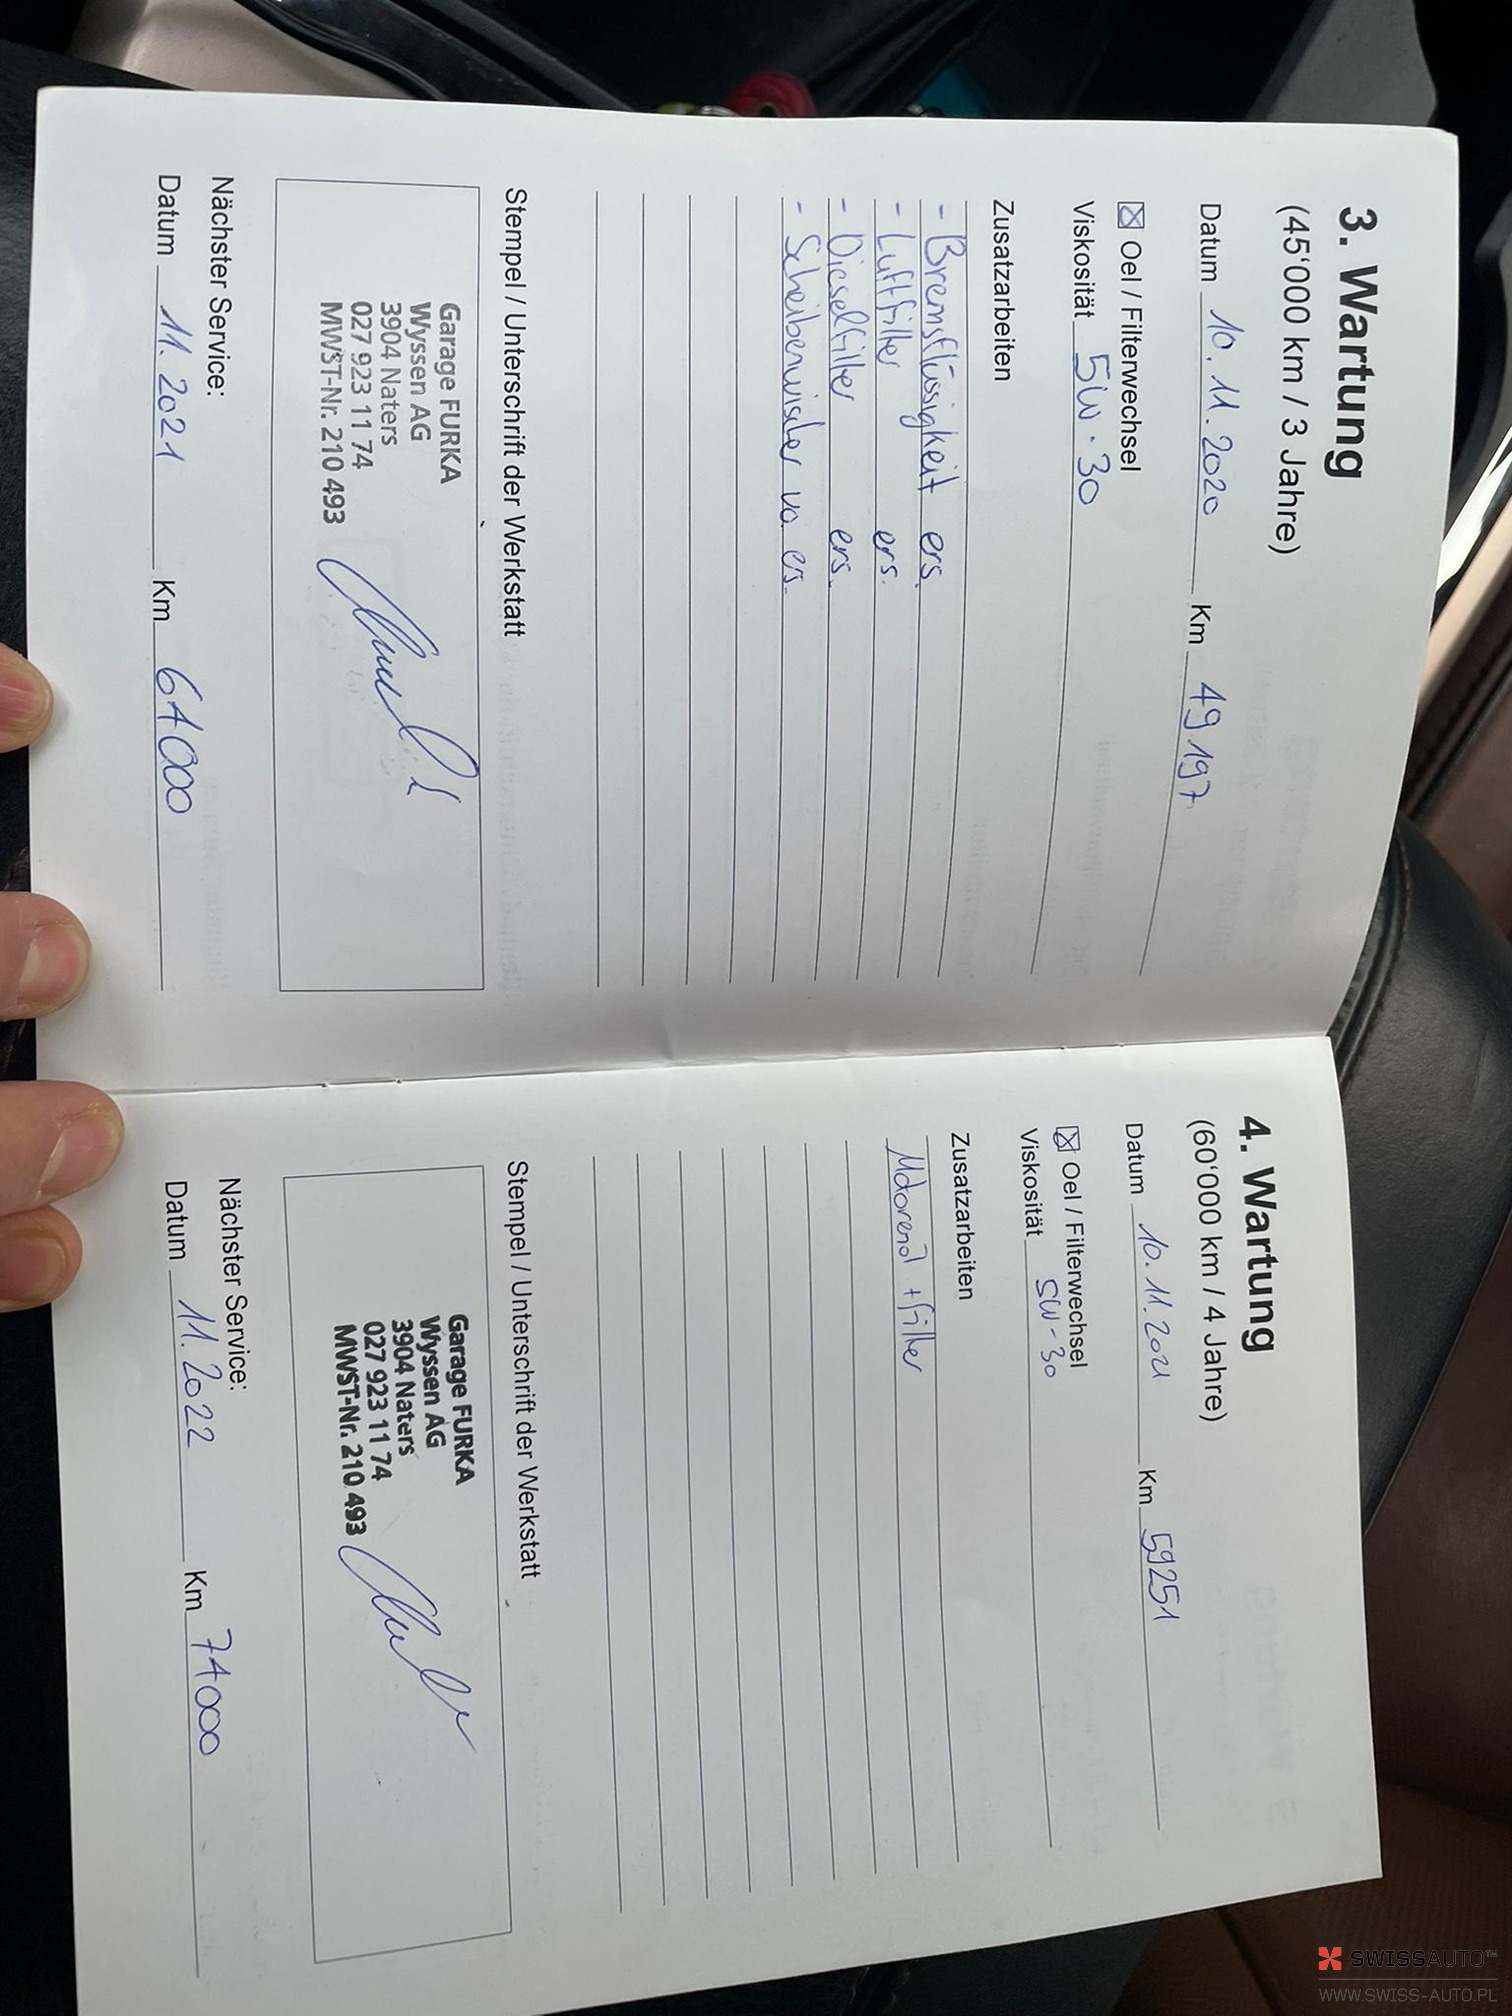 3. Wartung
(45'000 km / 3 Jahre)
Datum 10.11.2020 Km 49197
☒ Oel / Filterwechsel
Viskosität 5W-30
Zusatzarbeiten
- Bremsflüssigkeit ers.
- Luftfilter ers.
- Dieselfilter ers.
- Scheibenwischer vo. ers.
Stempel / Unterschrift der Werkstatt
Garage FURKA
Wyssen AG
3904 Naters
027 923 11 74
MWST-Nr. 210 493
Nächster Service:
Datum 11.2021 Km 64000
4. Wartung
(60'000 km / 4 Jahre)
Datum 10.11.2021 Km 59251
☒ Oel / Filterwechsel
Viskosität 5W-30
Zusatzarbeiten
+ Filter
Stempel / Unterschrift der Werkstatt
Garage FURKA
Wyssen AG
3904 Naters
027 923 11 74
MWST-Nr. 210 493
Nächster Service:
Datum 11.2022 Km 74000
SWISSAUTO™
WWW.SWISS-AUTO.PL